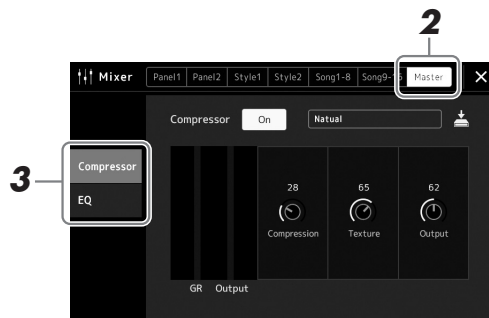 2
Mixer Panel1 Panel2 Style1 Style2 Song1-8 Song9- Master ×
Compressor On Natual
3
Compressor
EQ
28 65 62
Compression Texture Output
GR Output